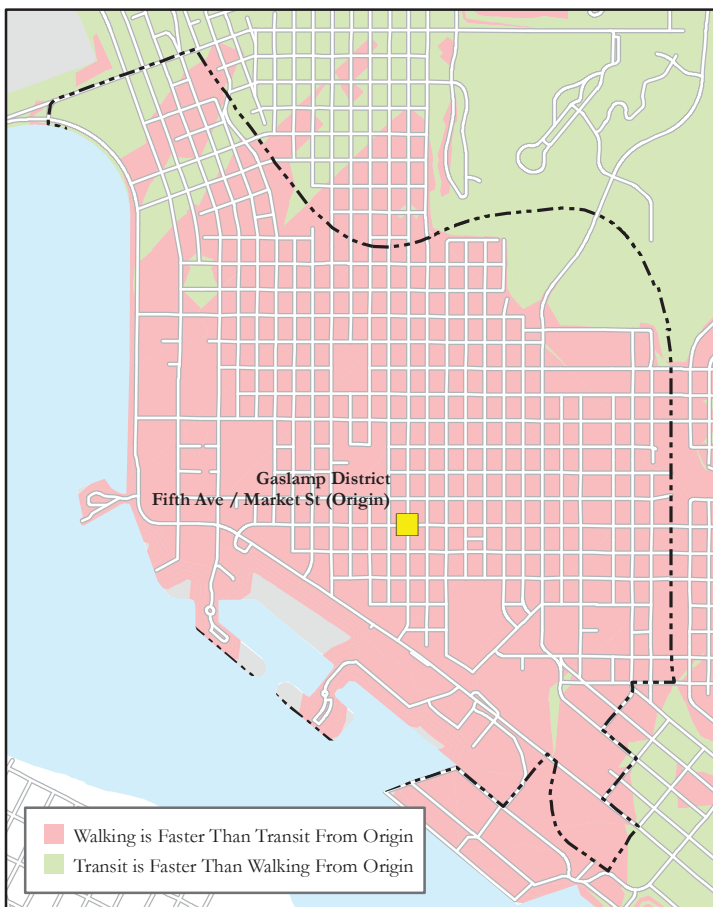 Gaslamp District
Fifth Ave / Market St (Origin)
Walking is Faster Than Transit From Origin
Transit is Faster Than Walking From Origin